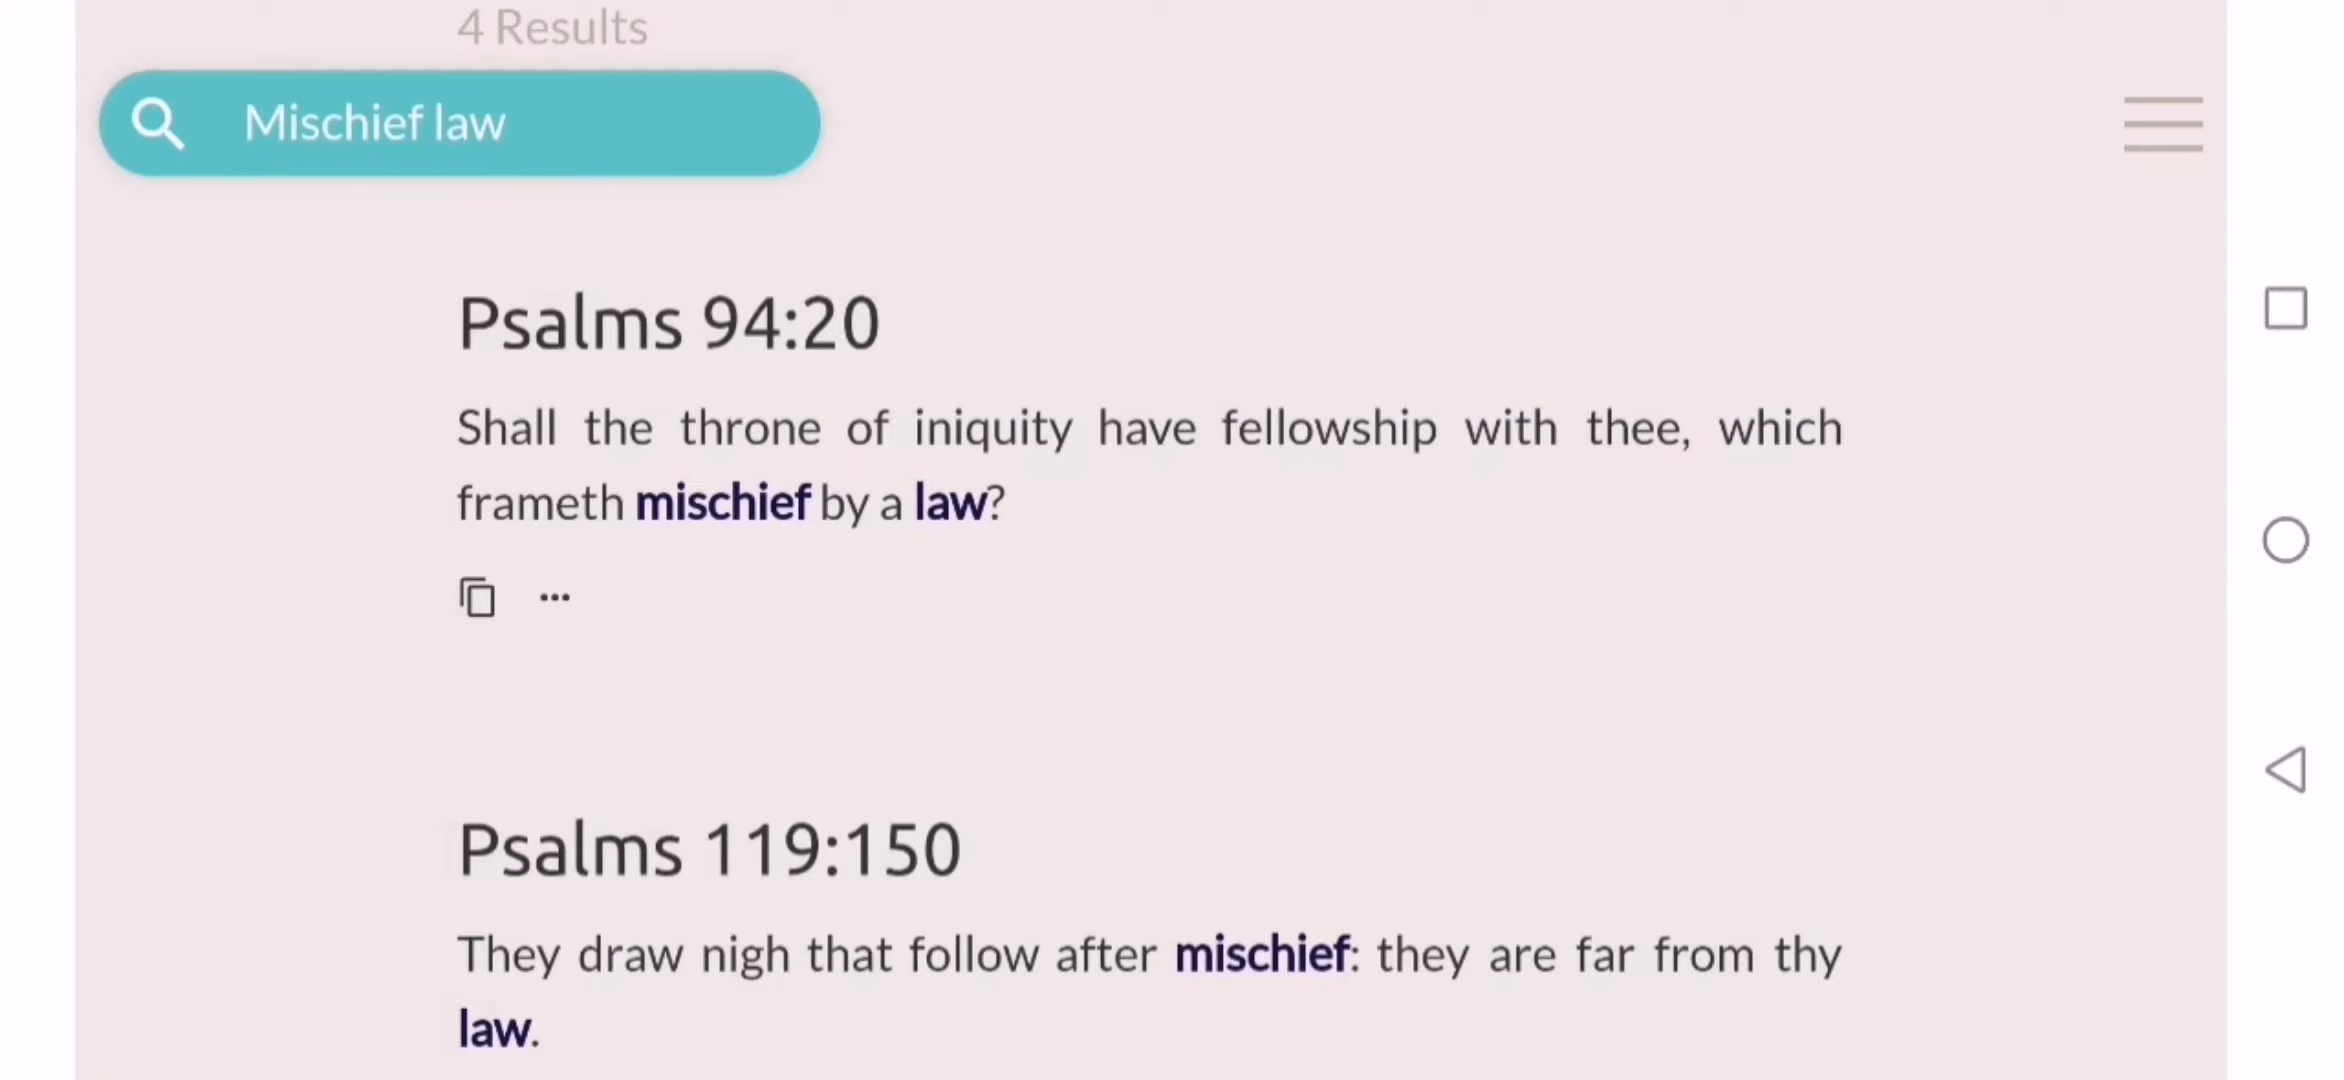 4 Results
Mischief law
Psalms 94:20
Shall the throne of iniquity have fellowship with thee, which
frameth mischief by a law?
...
Psalms 119:150
They draw nigh that follow after mischief: they are far from thy
law.